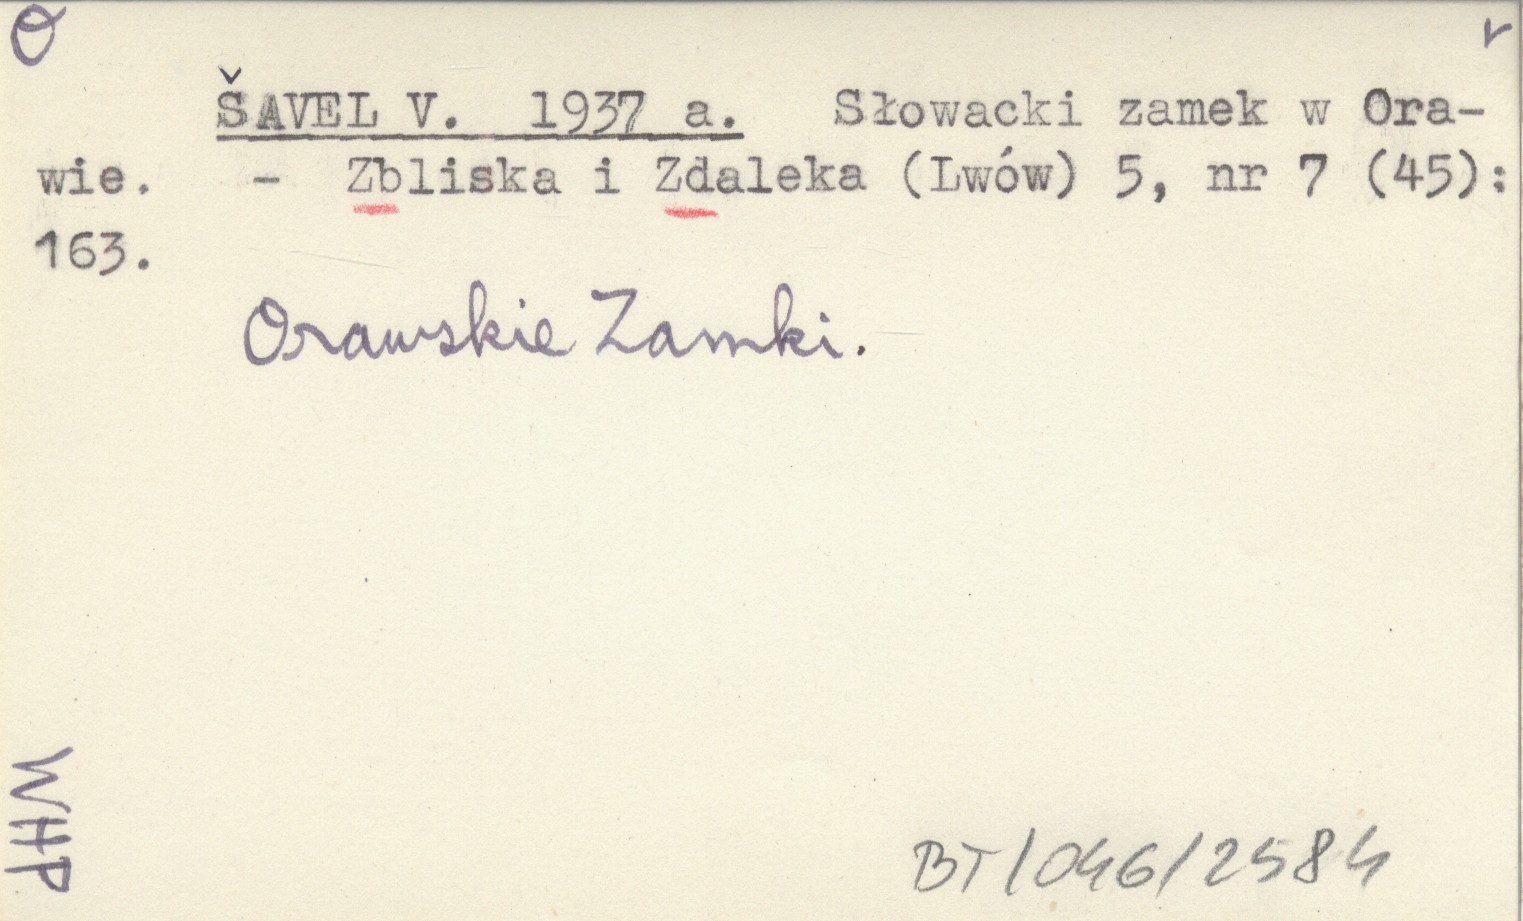 O
v
ŠAVEL V. 1937 a. Słowacki zamek w Ora-
wie. - Zbliska i Zdaleka (Lwów) 5, nr 7 (45):
163.
Orawskie Zamki.
WHP
BT/046/2584